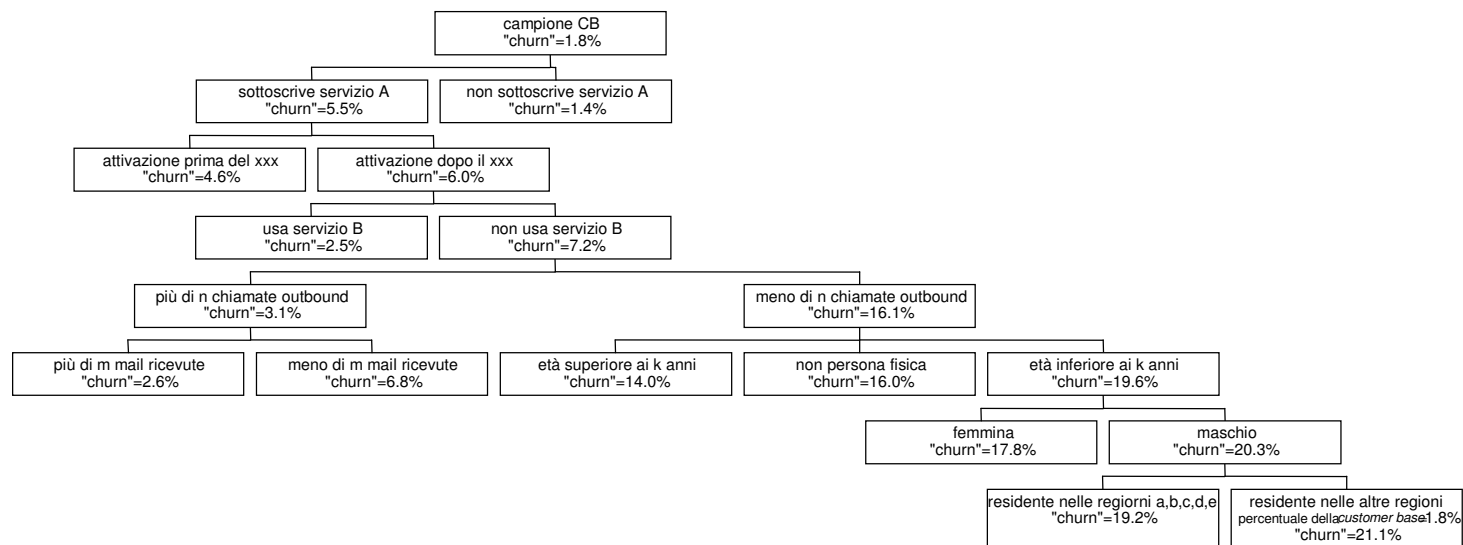 campione CB
"churn"=1.8%
sottoscrive servizio A
"churn"=5.5%
non sottoscrive servizio A
"churn"=1.4%
attivazione prima del xxx
"churn"=4.6%
attivazione dopo il xxx
"churn"=6.0%
usa servizio B
"churn"=2.5%
non usa servizio B
"churn"=7.2%
più di n chiamate outbound
"churn"=3.1%
meno di n chiamate outbound
"churn"=16.1%
più di m mail ricevute
"churn"=2.6%
meno di m mail ricevute
"churn"=6.8%
età superiore ai k anni
"churn"=14.0%
non persona fisica
"churn"=16.0%
età inferiore ai k anni
"churn"=19.6%
femmina
"churn"=17.8%
maschio
"churn"=20.3%
residente nelle regiorni a,b,c,d,e
"churn"=19.2%
residente nelle altre regioni
percentuale della customer base=1.8%
"churn"=21.1%